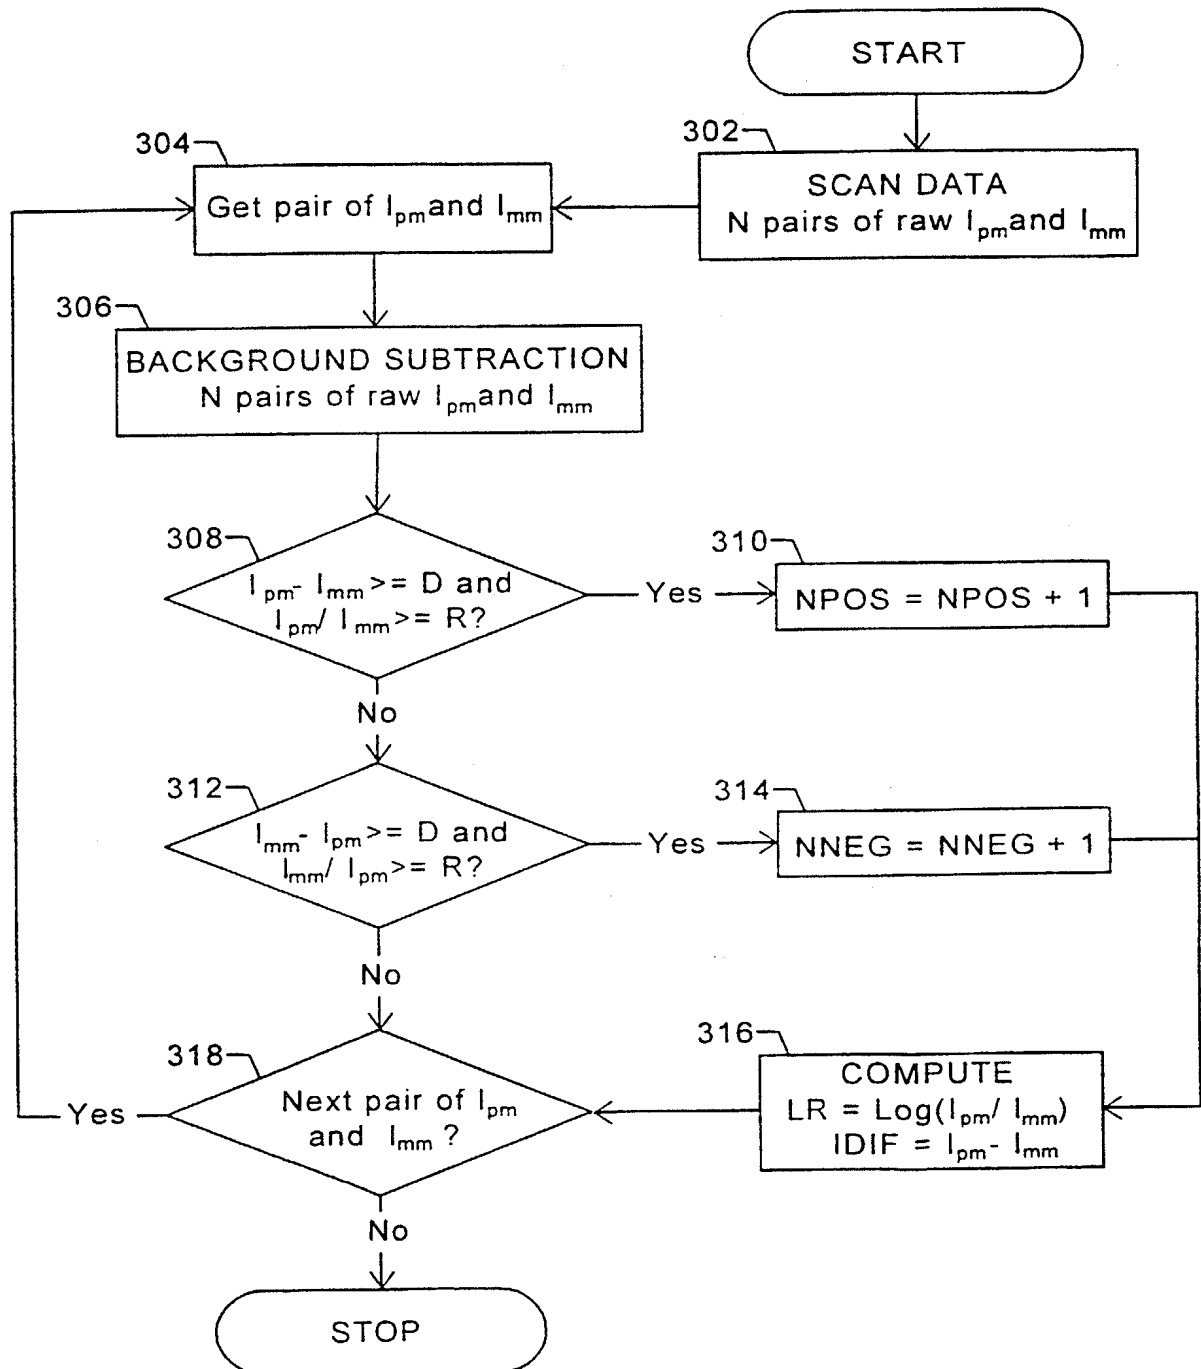 START
302
SCAN DATA
N pairs of raw Ipm and Imm
304
Get pair of Ipm and Imm
306
BACKGROUND SUBTRACTION
N pairs of raw Ipm and Imm
308
Ipm- Imm >= D and
Ipm/ Imm >= R?
Yes
310
NPOS = NPOS + 1
No
312
Imm- Ipm >= D and
Imm/ Ipm >= R?
Yes
314
NNEG = NNEG + 1
No
316
COMPUTE
LR = Log(Ipm/ Imm)
IDIF = Ipm- Imm
318
Next pair of Ipm
and Imm ?
Yes
No
STOP